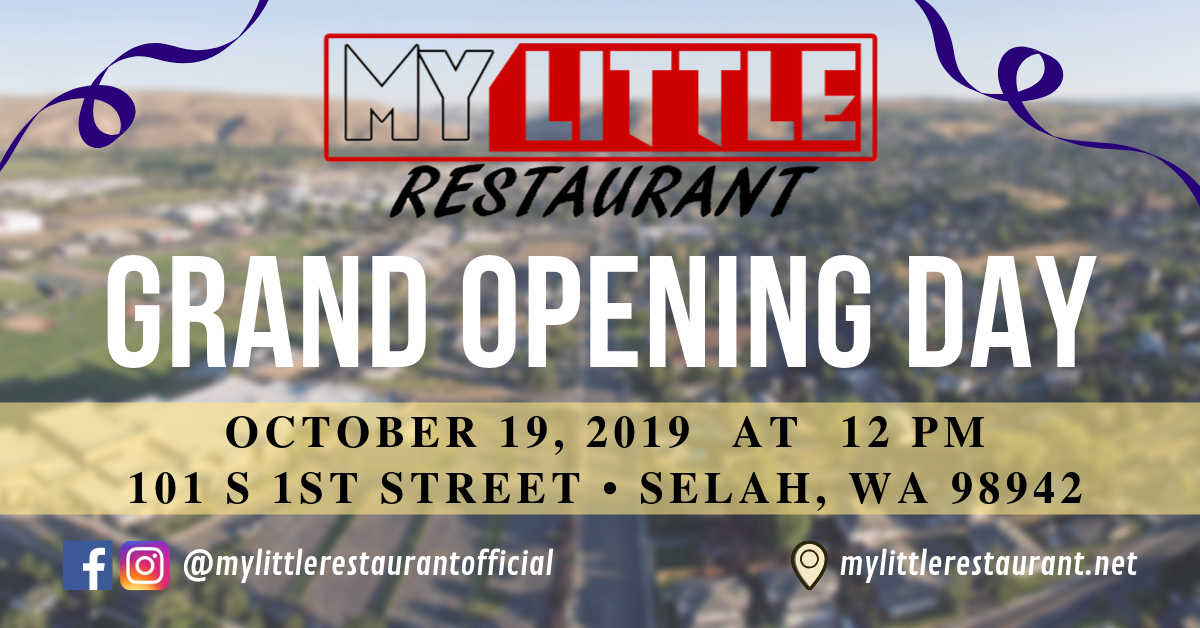 MY LITTLE
RESTAURANT
GRAND OPENING DAY
OCTOBER 19, 2019 AT 12 PM
101 S 1ST STREET • SELAH, WA 98942
@mylittlerestaurantofficial
mylittlerestaurant.net